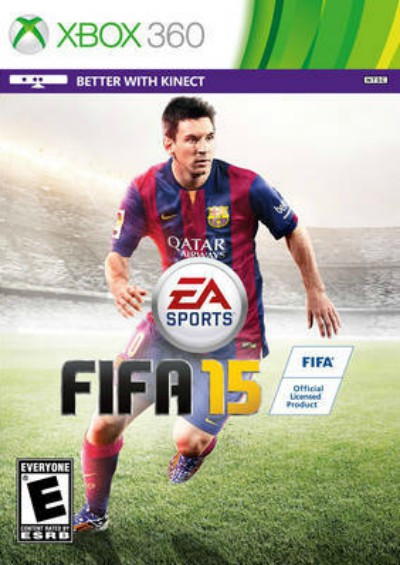 XBOX 360
BETTER WITH KINECT
NTSC
QATAR
AIRWAYS
EA
SPORTS
FIFA 15
FIFA
Official
Licensed
Product
EVERYONE
E
CONTENT RATED BY
ESRB